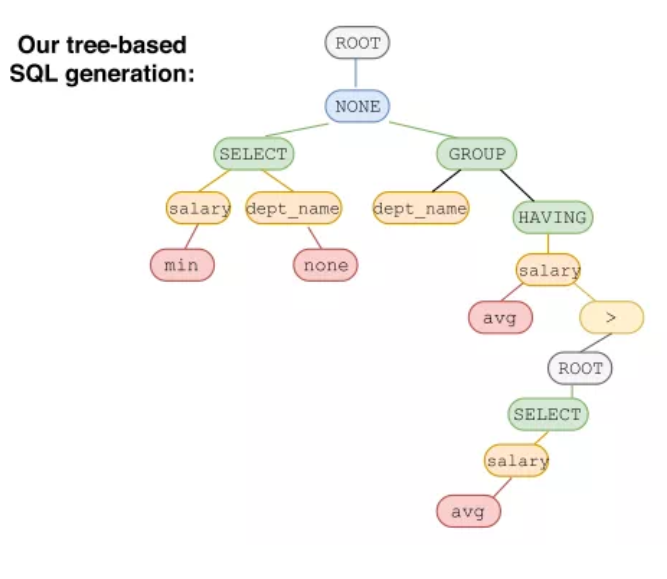 Our tree-based
SQL generation:
ROOT
NONE
SELECT
GROUP
salary
dept_name
dept_name
HAVING
min
none
salary
avg
>
ROOT
SELECT
salary
avg